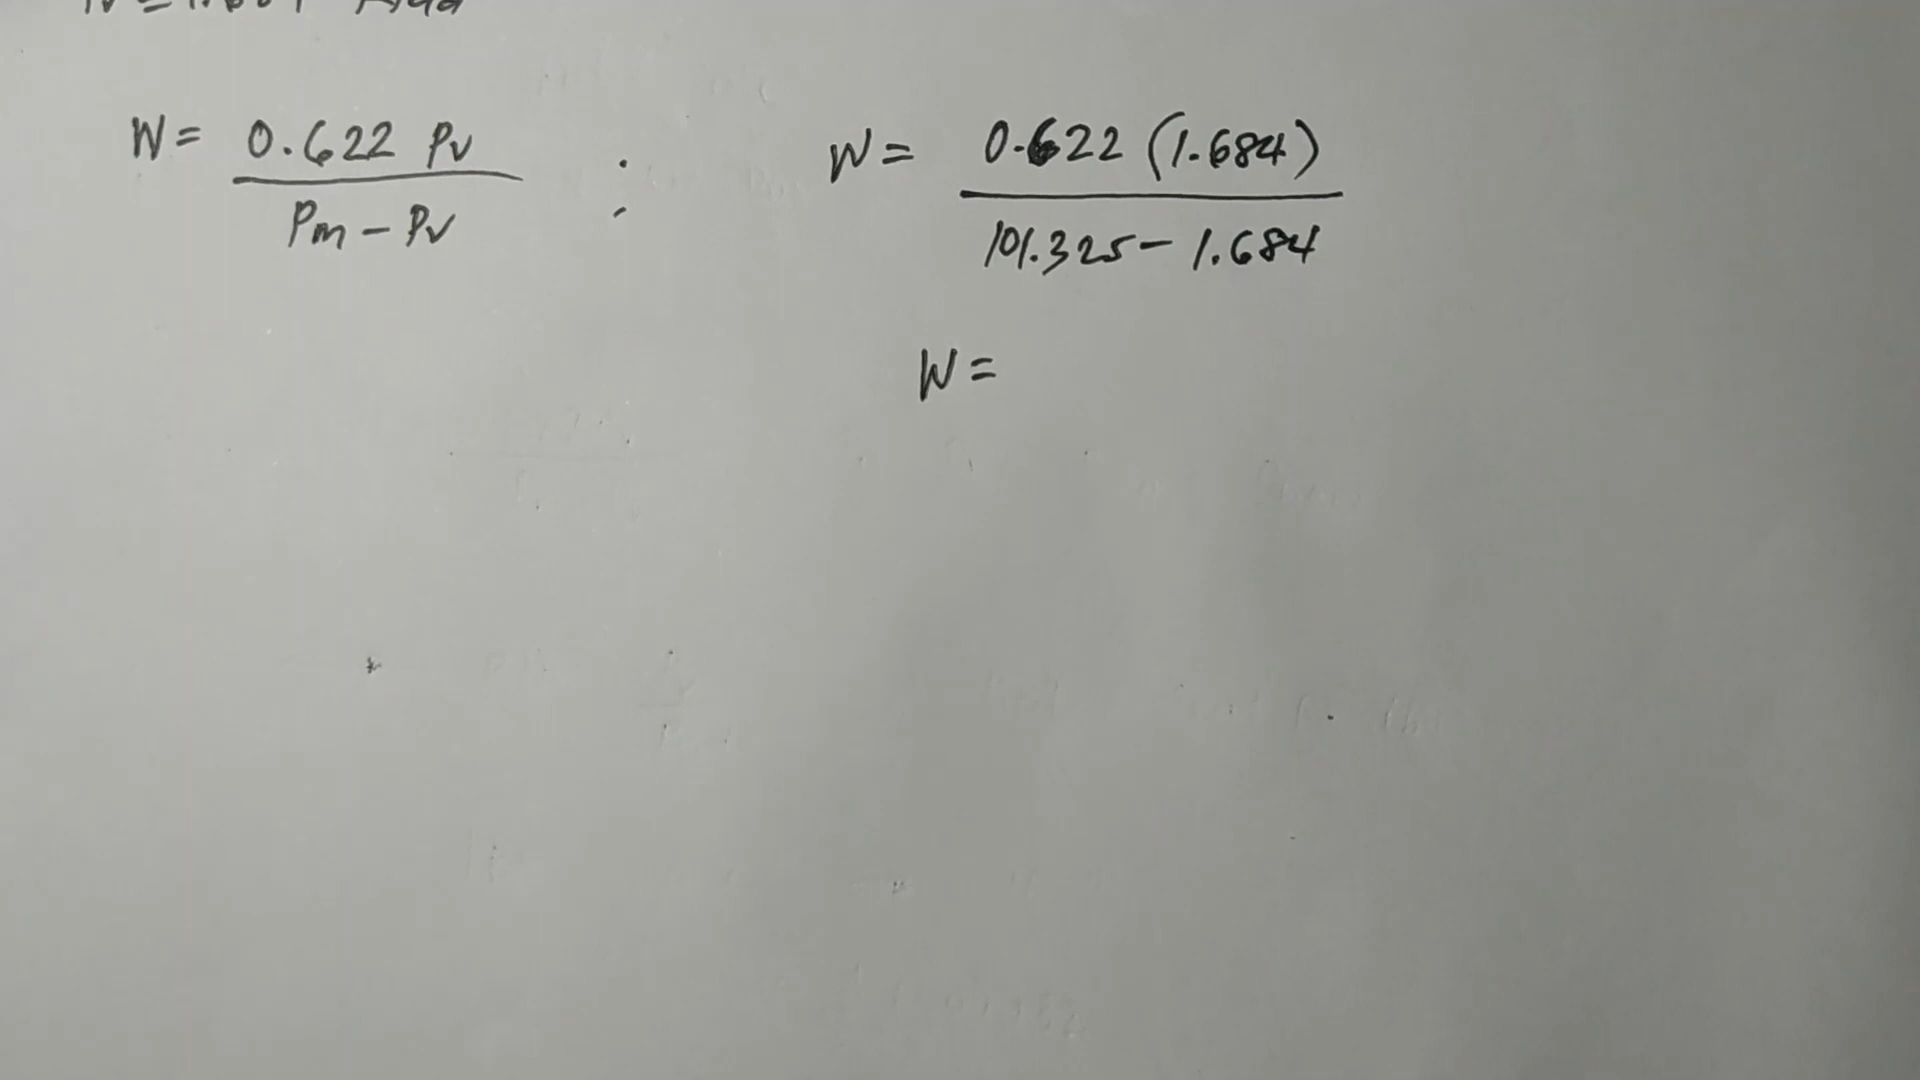 W = 0.622 Pv / Pm - Pv ; W = 0.622 (1.684) / 101.325 - 1.684
W =